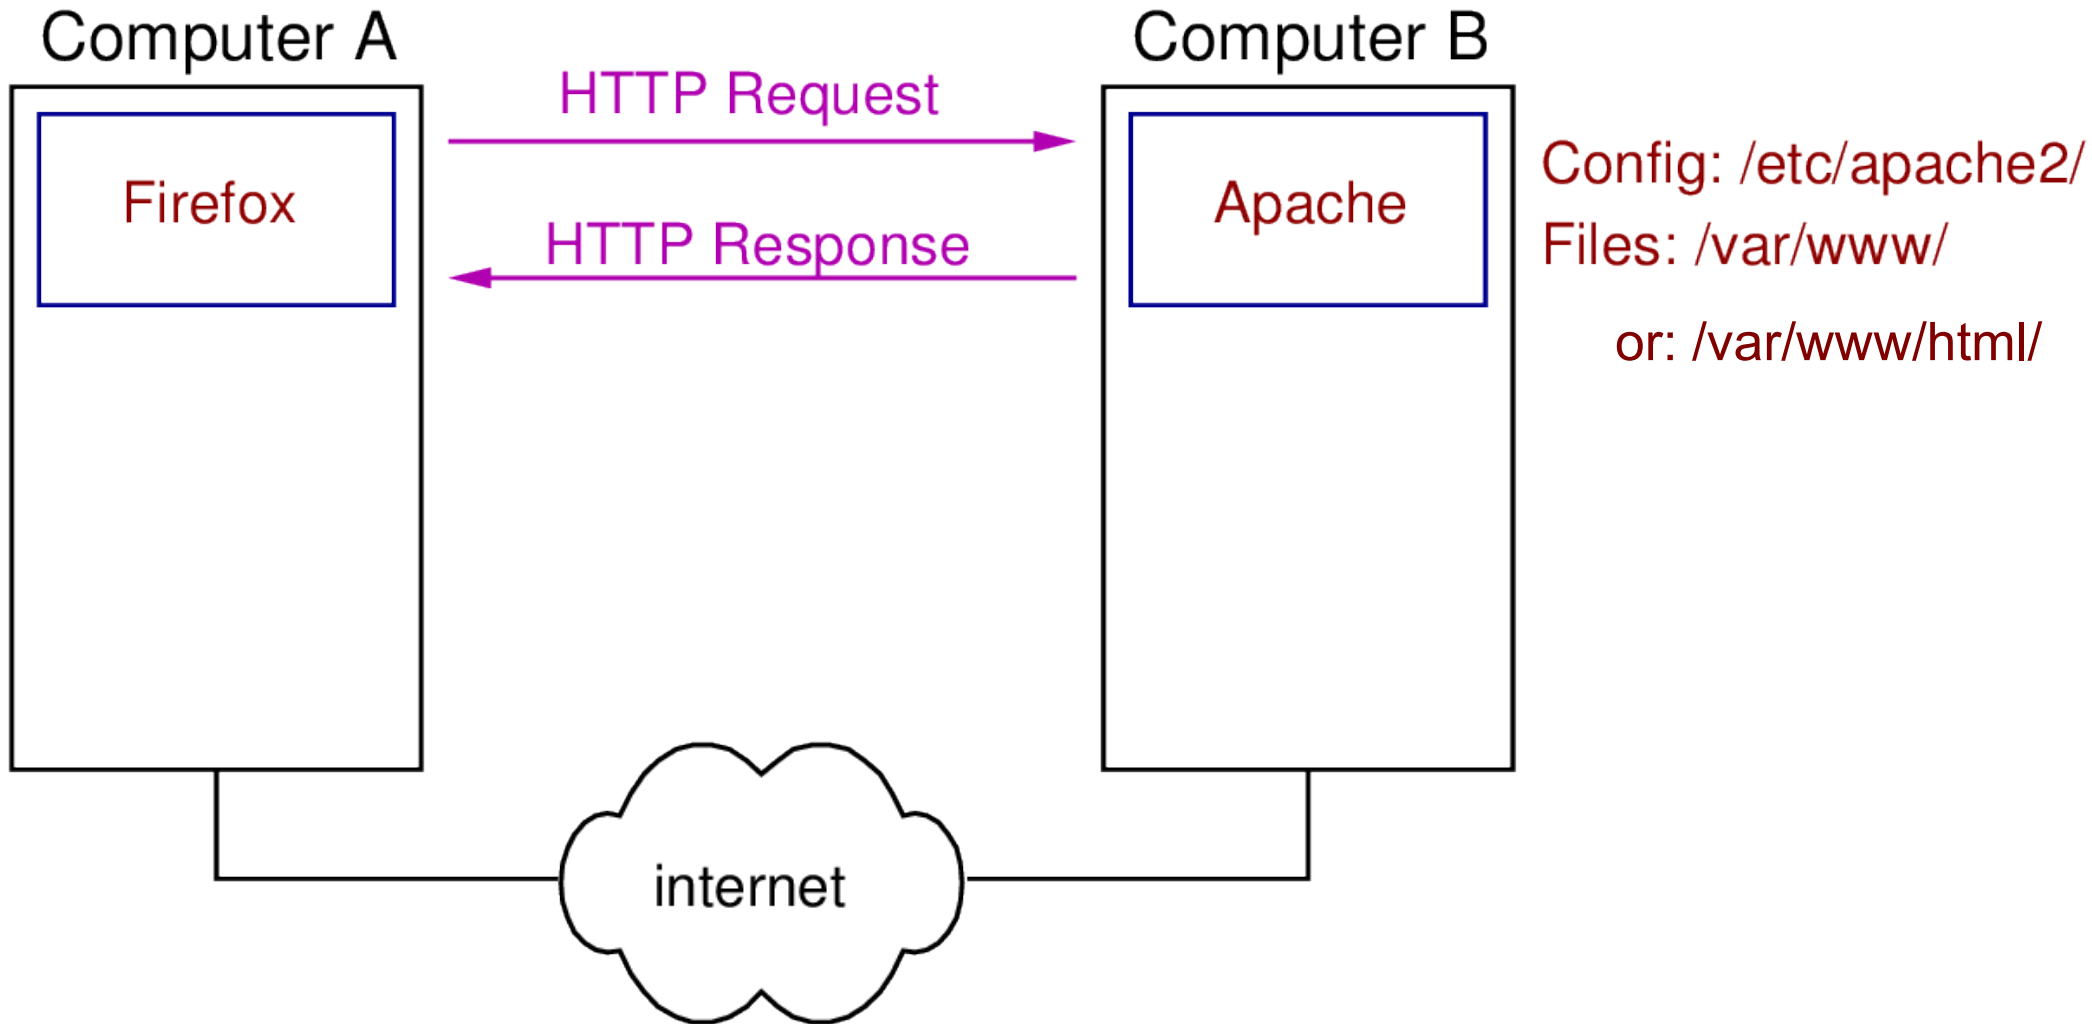 Computer A
Computer B
HTTP Request
Firefox
HTTP Response
Apache
Config: /etc/apache2/
Files: /var/www/
or: /var/www/html/
internet